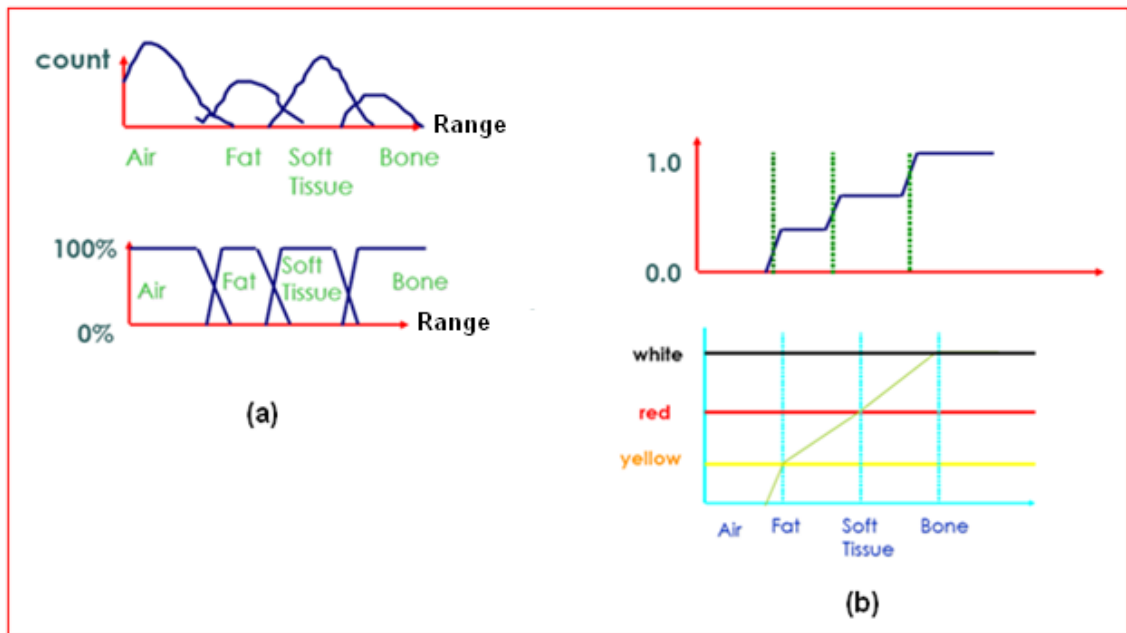 count
Range
Air
Fat
Soft
Tissue
Bone
100%
0%
Air
Fat
Soft
Tissue
Bone
Range
(a)
1.0
0.0
white
red
yellow
Air
Fat
Soft
Tissue
Bone
(b)